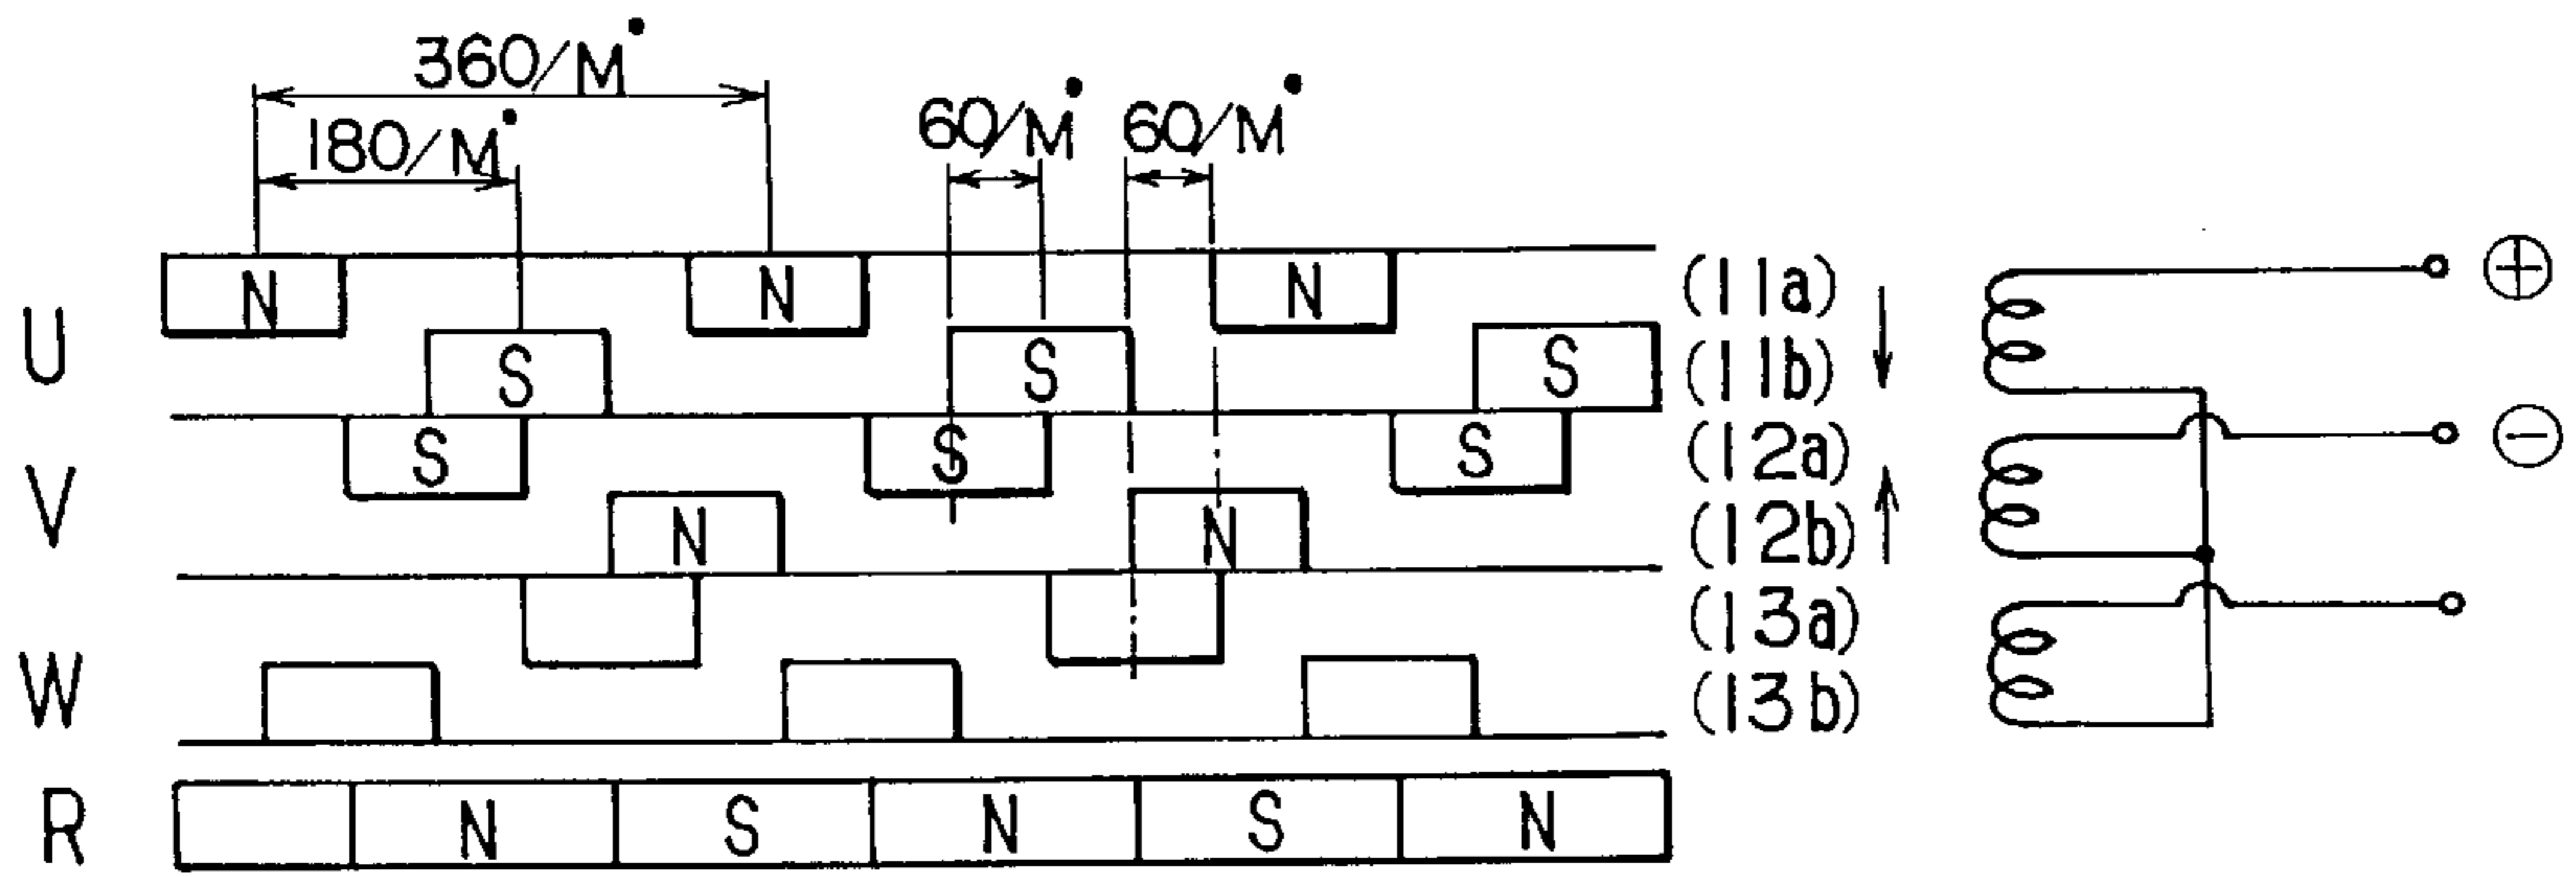 360/M°
180/M° 60/M° 60/M°
N N N (11a) ⊕
U
S S S (11b)
S S S (12a) ⊖
V
N N (12b)
(13a)
W
(13b)
R N S N S N